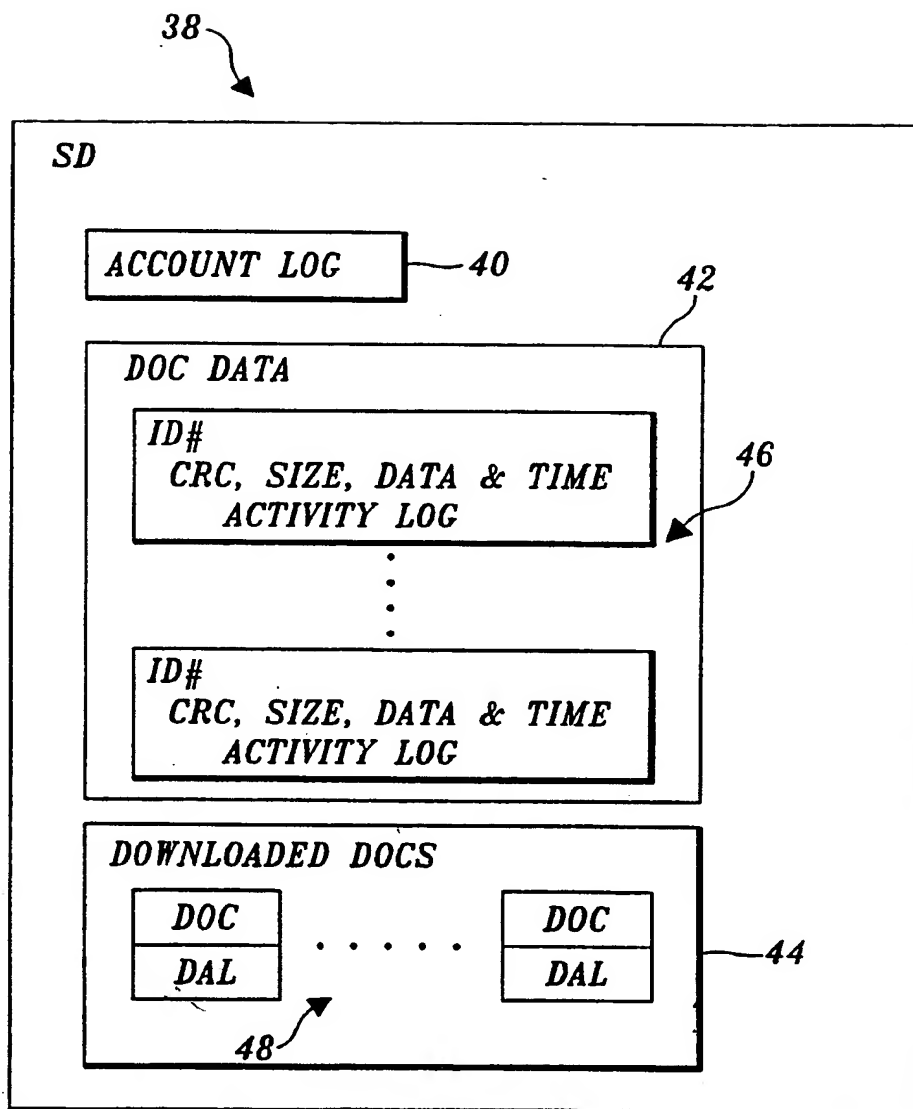 38
SD
ACCOUNT LOG
40
42
DOC DATA
ID#
CRC, SIZE, DATA & TIME
ACTIVITY LOG
46
ID#
CRC, SIZE, DATA & TIME
ACTIVITY LOG
DOWNLOADED DOCS
DOC
DOC
DAL
DAL
44
48